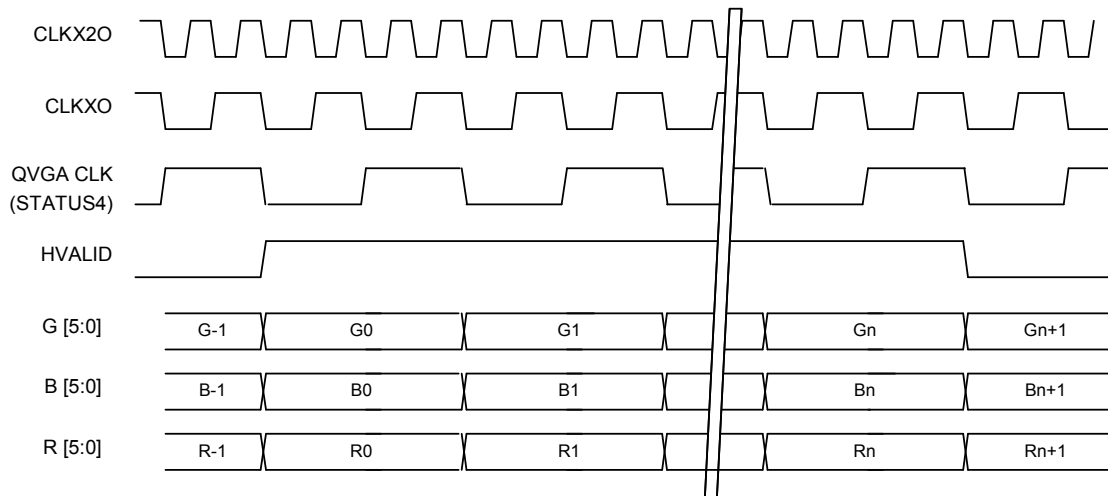 CLKX2O
CLKXO
QVGA CLK
(STATUS4)
HVALID
G [5:0] G-1 G0 G1 Gn Gn+1
B [5:0] B-1 B0 B1 Bn Bn+1
R [5:0] R-1 R0 R1 Rn Rn+1